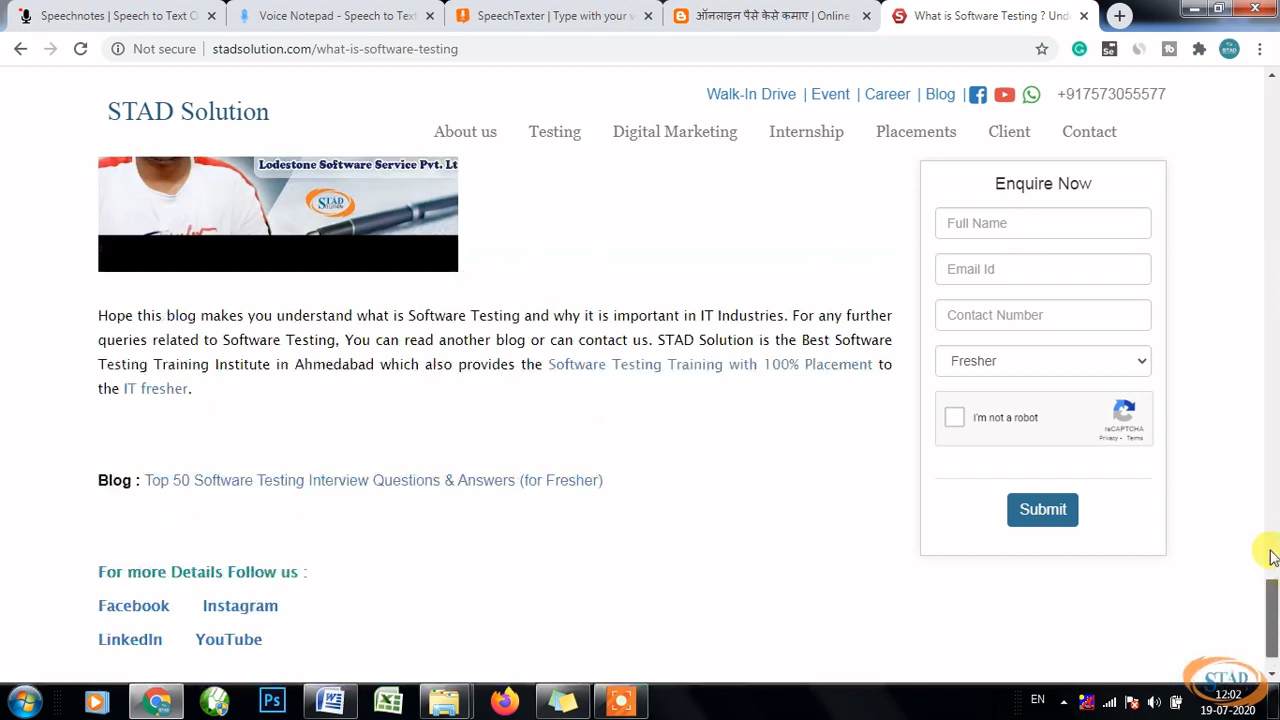 Speechnotes | Speech to Text O
Voice Notepad - Speech to Text
Speech Texter | Type with your v
ऑनलाइन पैसे कैसे कमाए | Online
What is Software Testing ? Und
Not secure | stadsolution.com/what-is-software-testing
STAD Solution
Walk-In Drive | Event | Career | Blog | +917573055577
About us Testing Digital Marketing Internship Placements Client Contact
Lodestone Software Service Pvt. Lt
STAD
SOLUTION
Hope this blog makes you understand what is Software Testing and why it is important in IT Industries. For any further
queries related to Software Testing, You can read another blog or can contact us. STAD Solution is the Best Software
Testing Training Institute in Ahmedabad which also provides the Software Testing Training with 100% Placement to
the IT fresher.
Blog : Top 50 Software Testing Interview Questions & Answers (for Fresher)
For more Details Follow us :
Facebook Instagram
LinkedIn YouTube
Enquire Now
Full Name
Email Id
Contact Number
Fresher
I'm not a robot
reCAPTCHA
Privacy - Terms
Submit
STAD
Ps
EN
12:02
19-07-2020